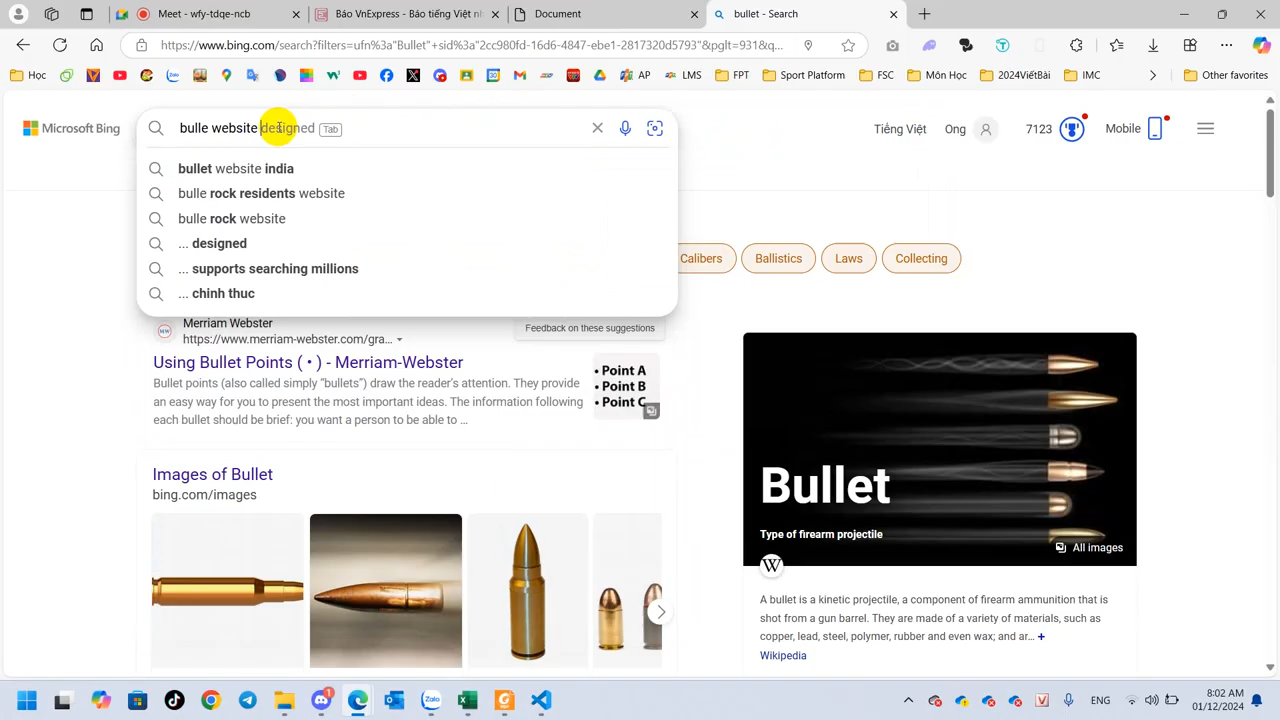 Báo VnExpress - Báo tiếng Việt nh
Document
bullet - Search
https://www.bing.com/search?filters=ufn%3a"Bullet"+sid%3a"2cc980fd-16d6-4847-ebe1-2817320d5793"&pglt=931&q...
Học
AP
LMS
FPT
Sport Platform
FSC
Môn Học
2024ViếtBài
IMC
Other favorites
Microsoft Bing
bulle website designed Tab
Tiếng Việt
Ong
7123
Mobile
bullet website india
bulle rock residents website
bulle rock website
... designed
... supports searching millions
... chinh thuc
Calibers
Ballistics
Laws
Collecting
Feedback on these suggestions
Merriam Webster
https://www.merriam-webster.com/gra...
Using Bullet Points ( • ) - Merriam-Webster
Bullet points (also called simply “bullets”) draw the reader's attention. They provide
an easy way for you to present the most important ideas. The information following
each bullet should be brief: you want a person to be able to ...
• Point A
• Point B
• Point C
Images of Bullet
bing.com/images
Bullet
Type of firearm projectile
All images
W
A bullet is a kinetic projectile, a component of firearm ammunition that is
shot from a gun barrel. They are made of a variety of materials, such as
copper, lead, steel, polymer, rubber and even wax; and ar... +
Wikipedia
Zalo
1
ENG
8:02 AM
01/12/2024